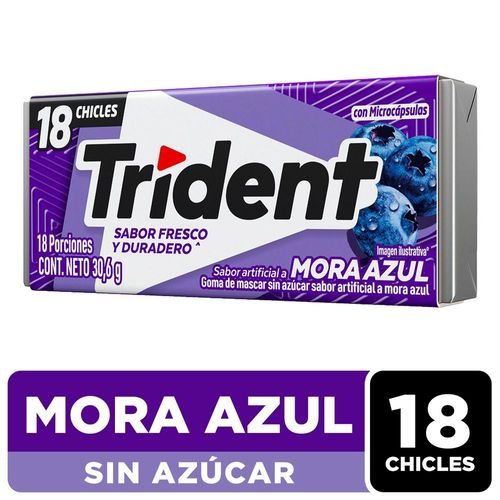 18 CHICLES
Trident
SABOR FRESCO
Y DURADERO^
18 Porciones
CONT. NETO 30,6 g
con Microcápsulas
Imagen ilustrativa*
Sabor artificial a MORA AZUL
Goma de mascar sin azúcar sabor artificial a mora azul
MORA AZUL
SIN AZÚCAR
18
CHICLES